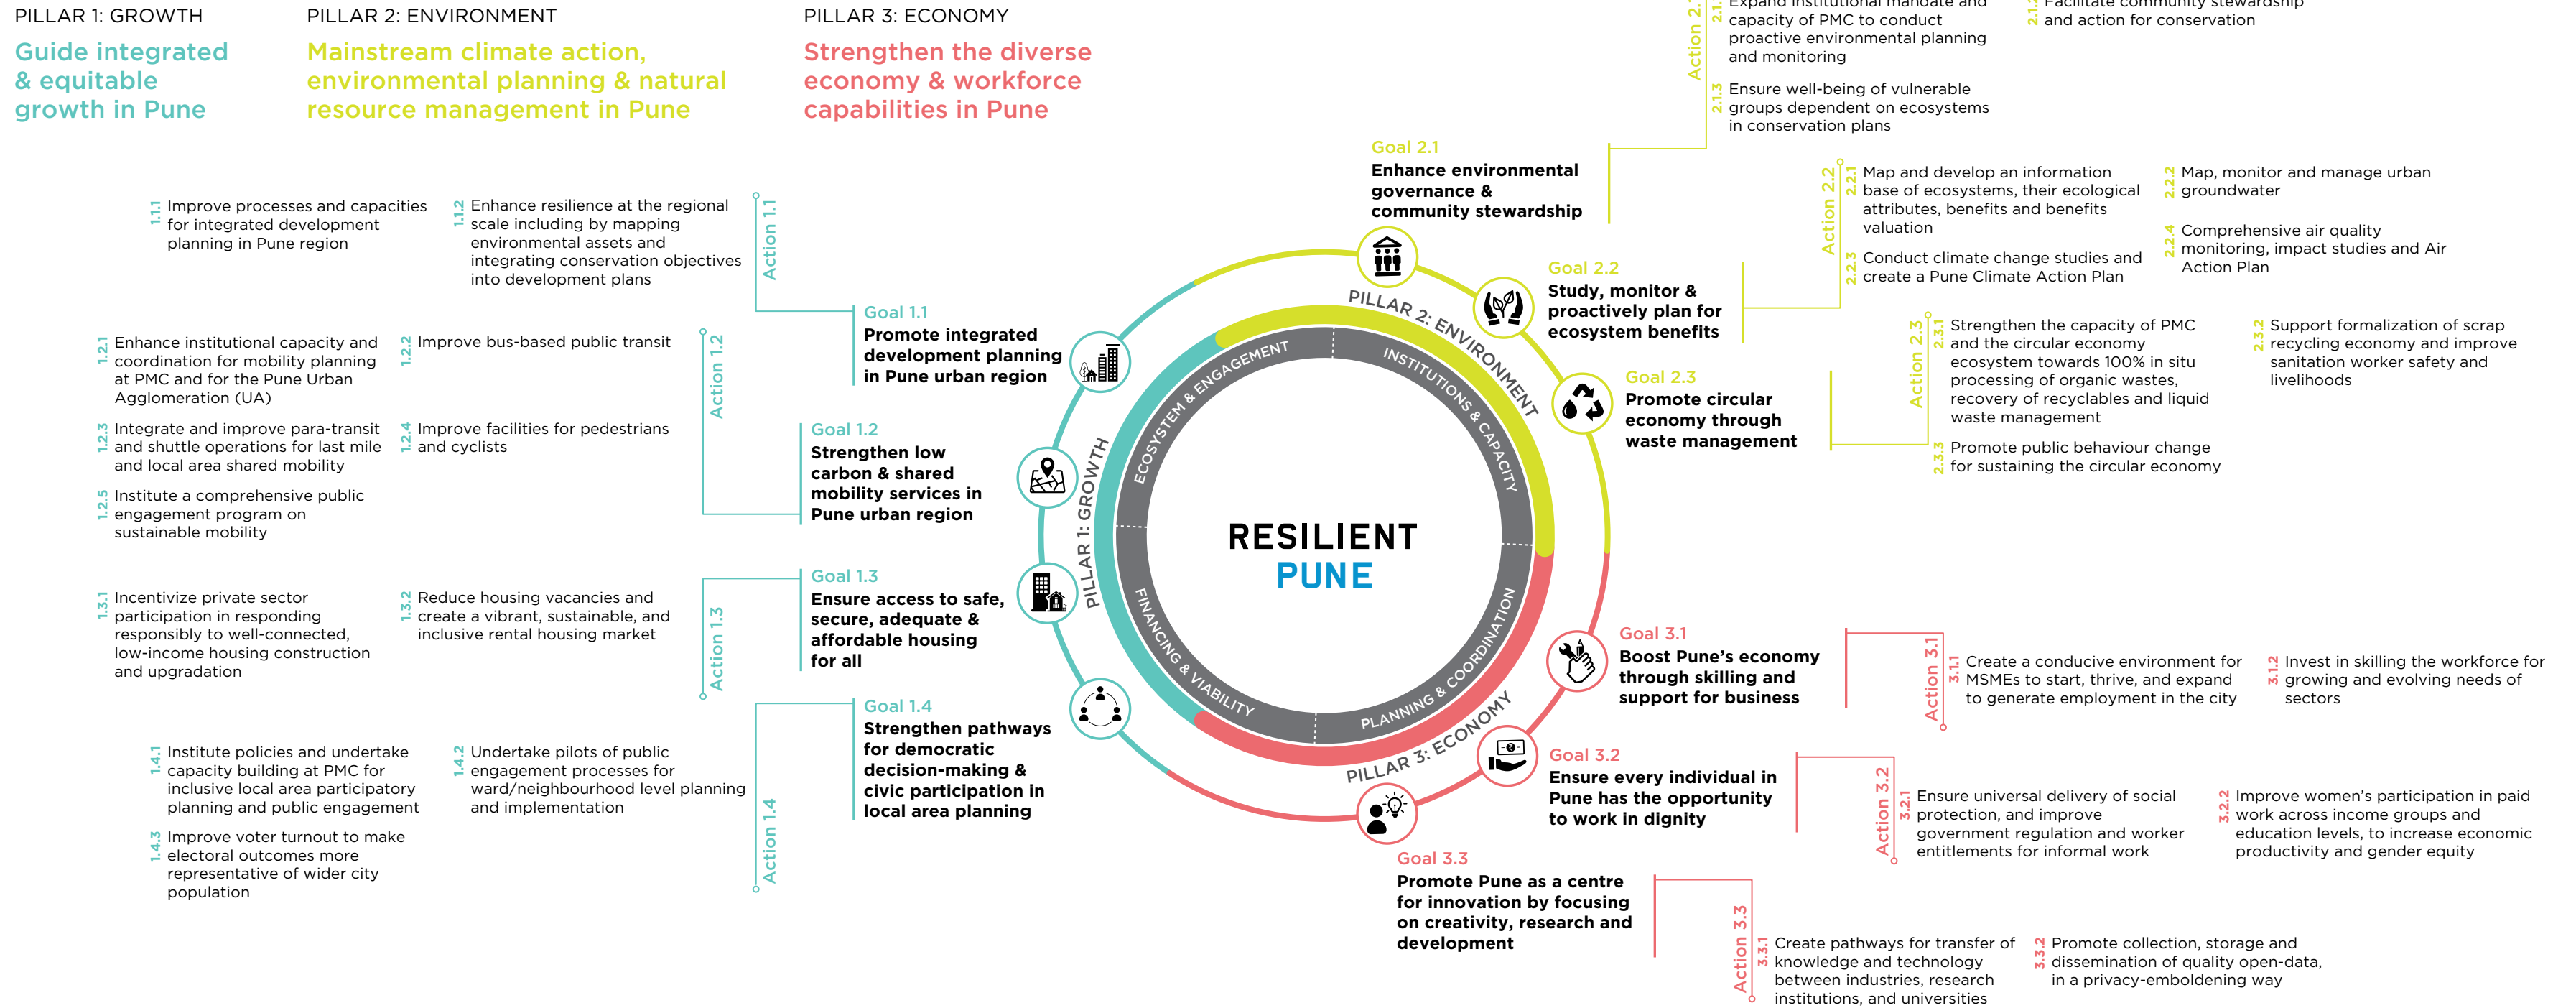 PILLAR 1: GROWTH
Guide integrated
& equitable
growth in Pune
PILLAR 2: ENVIRONMENT
Mainstream climate action,
environmental planning & natural
resource management in Pune
PILLAR 3: ECONOMY
Strengthen the diverse
economy & workforce
capabilities in Pune
Goal 1.1
Promote integrated
development planning
in Pune urban region
Action 1.1
1.1.1 Improve processes and capacities
for integrated development
planning in Pune region
1.1.2 Enhance resilience at the regional
scale including by mapping
environmental assets and
integrating conservation objectives
into development plans
Goal 1.2
Strengthen low
carbon & shared
mobility services in
Pune urban region
Action 1.2
1.2.1 Enhance institutional capacity and
coordination for mobility planning
at PMC and for the Pune Urban
Agglomeration (UA)
1.2.2 Improve bus-based public transit
1.2.3 Integrate and improve para-transit
and shuttle operations for last mile
and local area shared mobility
1.2.4 Improve facilities for pedestrians
and cyclists
1.2.5 Institute a comprehensive public
engagement program on
sustainable mobility
Goal 1.3
Ensure access to safe,
secure, adequate &
affordable housing
for all
Action 1.3
1.3.1 Incentivize private sector
participation in responding
responsibly to well-connected,
low-income housing construction
and upgradation
1.3.2 Reduce housing vacancies and
create a vibrant, sustainable, and
inclusive rental housing market
Goal 1.4
Strengthen pathways
for democratic
decision-making &
civic participation in
local area planning
Action 1.4
1.4.1 Institute policies and undertake
capacity building at PMC for
inclusive local area participatory
planning and public engagement
1.4.2 Undertake pilots of public
engagement processes for
ward/neighbourhood level planning
and implementation
1.4.3 Improve voter turnout to make
electoral outcomes more
representative of wider city
population
PILLAR 1: GROWTH
PILLAR 2: ENVIRONMENT
PILLAR 3: ECONOMY
ECOSYSTEM & ENGAGEMENT
INSTITUTIONS & CAPACITY
FINANCING & VIABILITY
PLANNING & COORDINATION
RESILIENT
PUNE
Goal 2.1
Enhance environmental
governance &
community stewardship
Action 2.1
2.1.1 Expand institutional mandate and
capacity of PMC to conduct
proactive environmental planning
and monitoring
2.1.2 Facilitate community stewardship
and action for conservation
2.1.3 Ensure well-being of vulnerable
groups dependent on ecosystems
in conservation plans
Goal 2.2
Study, monitor &
proactively plan for
ecosystem benefits
Action 2.2
2.2.1 Map and develop an information
base of ecosystems, their ecological
attributes, benefits and benefits
valuation
2.2.2 Map, monitor and manage urban
groundwater
2.2.3 Conduct climate change studies and
create a Pune Climate Action Plan
2.2.4 Comprehensive air quality
monitoring, impact studies and Air
Action Plan
Goal 2.3
Promote circular
economy through
waste management
Action 2.3
2.3.1 Strengthen the capacity of PMC
and the circular economy
ecosystem towards 100% in situ
processing of organic wastes,
recovery of recyclables and liquid
waste management
2.3.2 Support formalization of scrap
recycling economy and improve
sanitation worker safety and
livelihoods
2.3.3 Promote public behaviour change
for sustaining the circular economy
Goal 3.1
Boost Pune's economy
through skilling and
support for business
Action 3.1
3.1.1 Create a conducive environment for
MSMEs to start, thrive, and expand
to generate employment in the city
3.1.2 Invest in skilling the workforce for
growing and evolving needs of
sectors
Goal 3.2
Ensure every individual in
Pune has the opportunity
to work in dignity
Action 3.2
3.2.1 Ensure universal delivery of social
protection, and improve
government regulation and worker
entitlements for informal work
3.2.2 Improve women's participation in paid
work across income groups and
education levels, to increase economic
productivity and gender equity
Goal 3.3
Promote Pune as a centre
for innovation by focusing
on creativity, research and
development
Action 3.3
3.3.1 Create pathways for transfer of
knowledge and technology
between industries, research
institutions, and universities
3.3.2 Promote collection, storage and
dissemination of quality open-data,
in a privacy-emboldening way